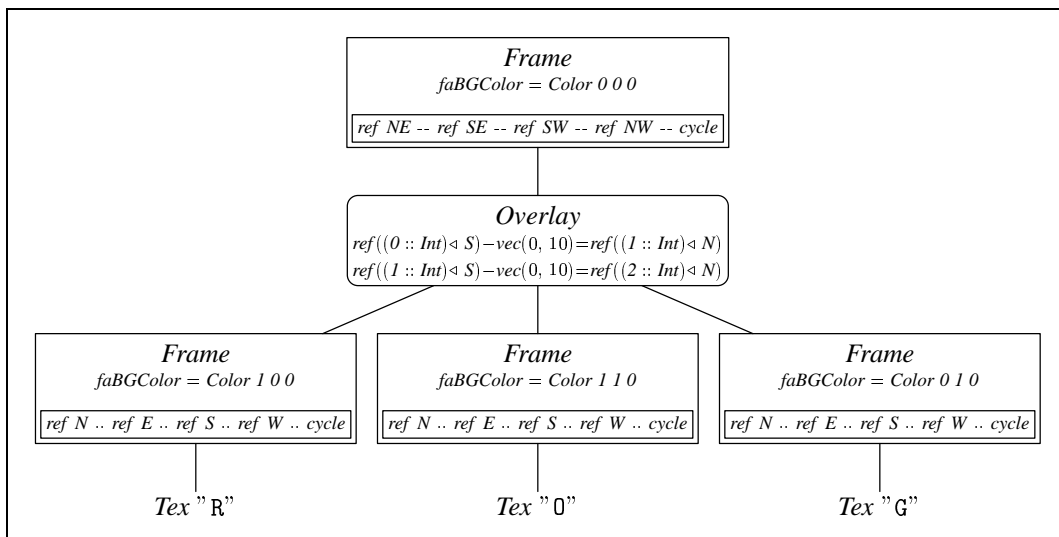 Frame
faBGColor = Color 0 0 0
ref NE -- ref SE -- ref SW -- ref NW -- cycle
Overlay
ref((0 :: Int)◃ S)−vec(0, 10)=ref((1 :: Int)◃ N)
ref((1 :: Int)◃ S)−vec(0, 10)=ref((2 :: Int)◃ N)
Frame
faBGColor = Color 1 0 0
ref N .. ref E .. ref S .. ref W .. cycle
Tex "R"
Frame
faBGColor = Color 1 1 0
ref N .. ref E .. ref S .. ref W .. cycle
Tex "O"
Frame
faBGColor = Color 0 1 0
ref N .. ref E .. ref S .. ref W .. cycle
Tex "G"